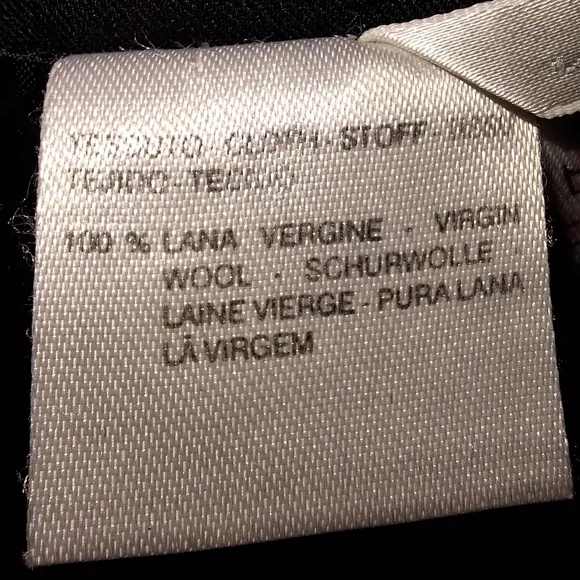 TESSUTO - CLOTH - STOFF - TISSU
TEJIDO - TECIDO
100 % LANA VERGINE - VIRGIN
WOOL - SCHURWOLLE -
LAINE VIERGE - PURA LANA
LÃ VIRGEM